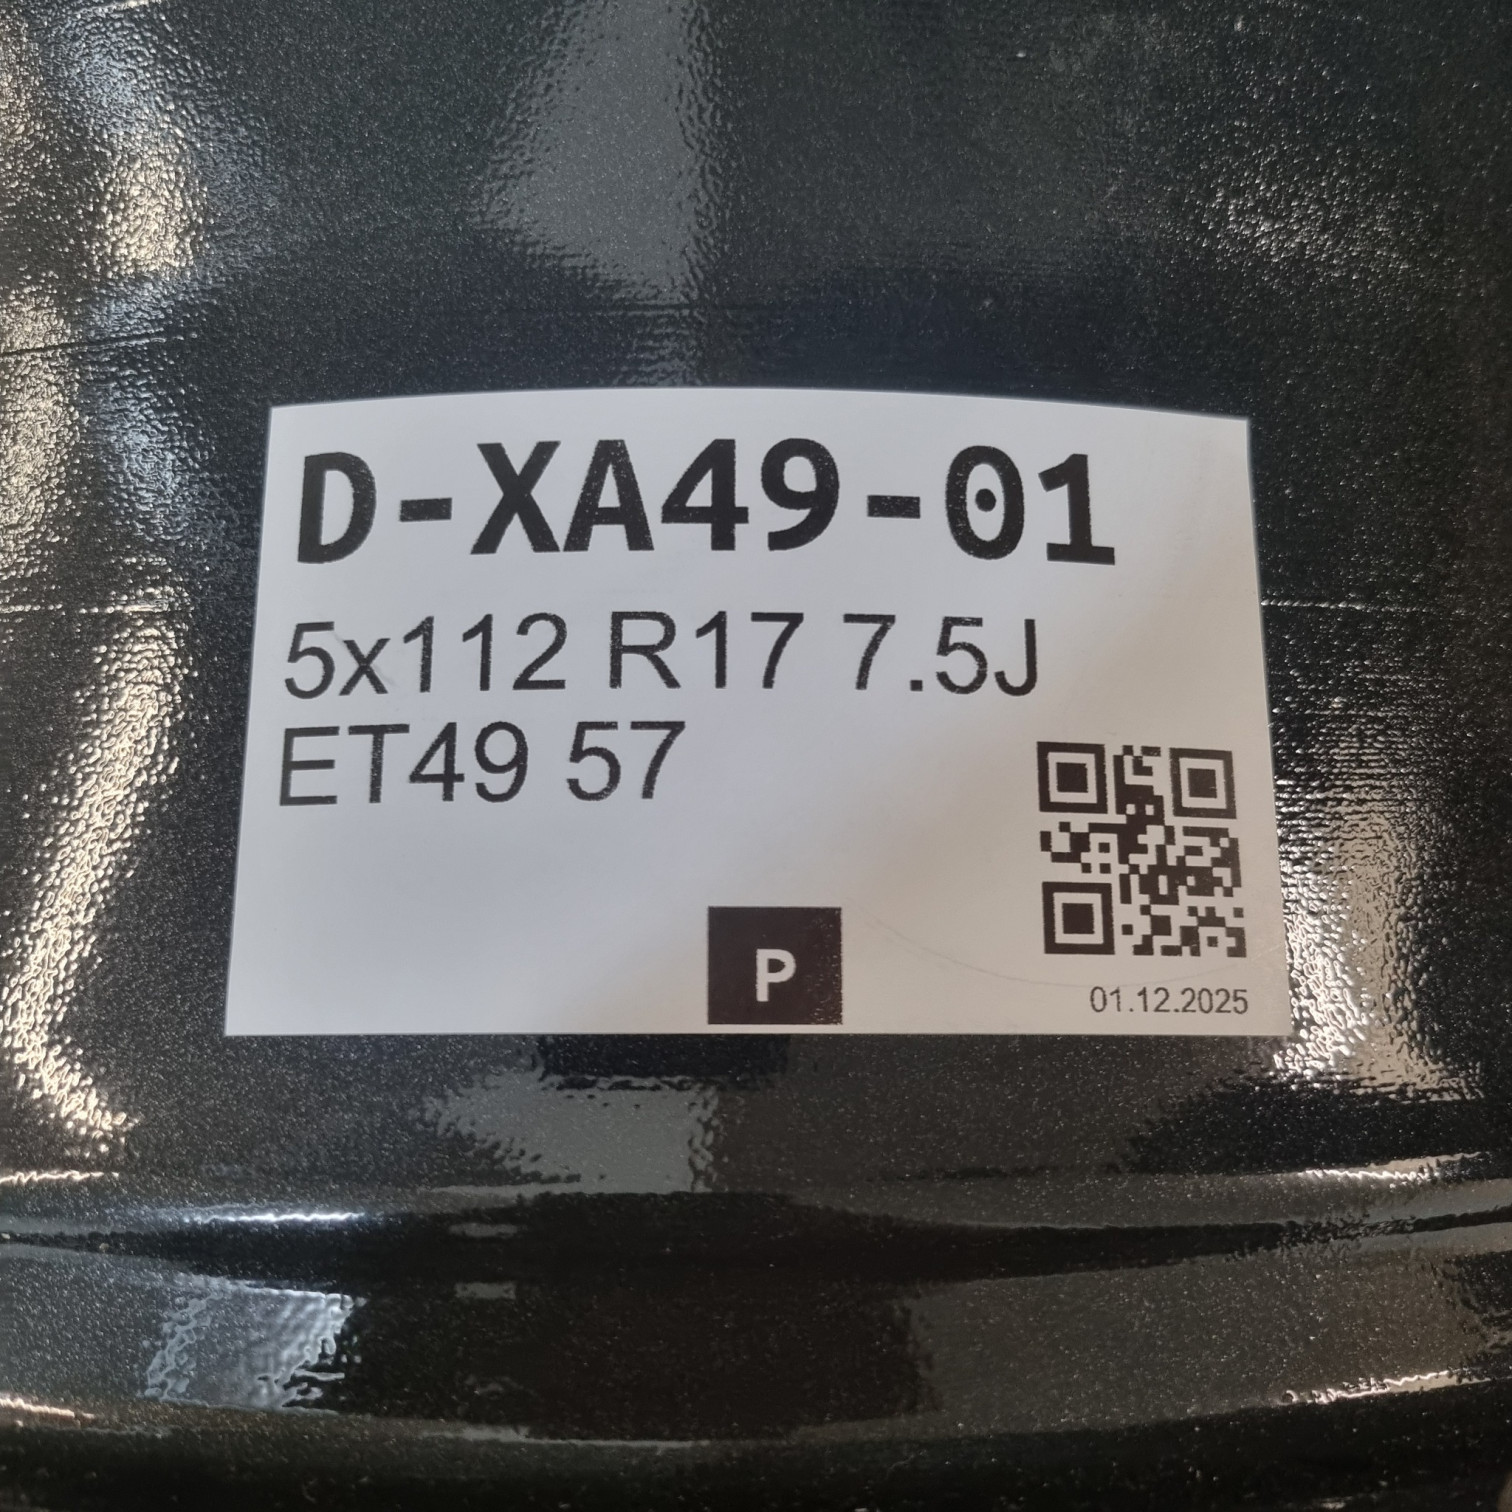 D-XA49-01
5x112 R17 7.5J
ET49 57
P
01.12.2025